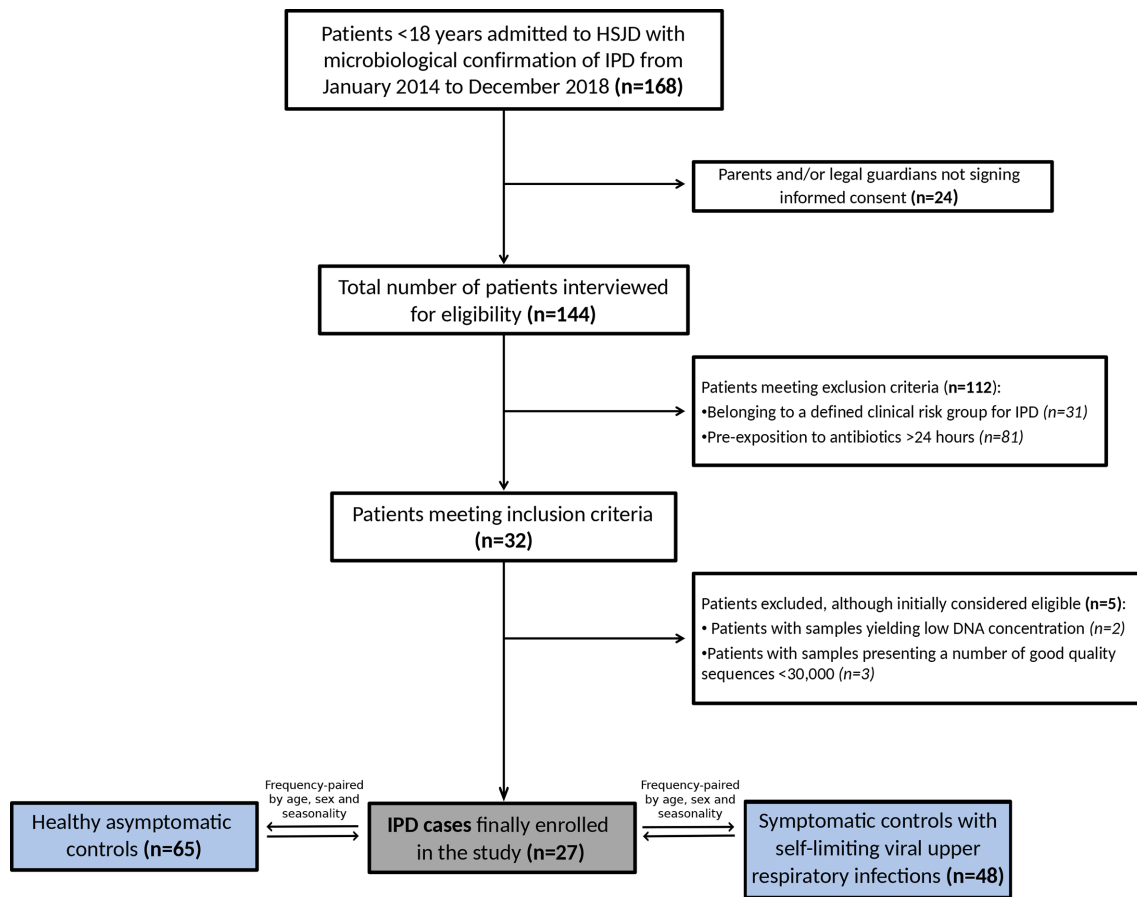 Patients <18 years admitted to HSJD with
microbiological confirmation of IPD from
January 2014 to December 2018 (n=168)
Parents and/or legal guardians not signing
informed consent (n=24)
Total number of patients interviewed
for eligibility (n=144)
Patients meeting exclusion criteria (n=112):
•Belonging to a defined clinical risk group for IPD (n=31)
•Pre-exposition to antibiotics >24 hours (n=81)
Patients meeting inclusion criteria
(n=32)
Patients excluded, although initially considered eligible (n=5):
• Patients with samples yielding low DNA concentration (n=2)
•Patients with samples presenting a number of good quality
sequences <30,000 (n=3)
Frequency-paired
by age, sex and
seasonality
Frequency-paired
by age, sex and
seasonality
Healthy asymptomatic
controls (n=65)
IPD cases finally enrolled
in the study (n=27)
Symptomatic controls with
self-limiting viral upper
respiratory infections (n=48)